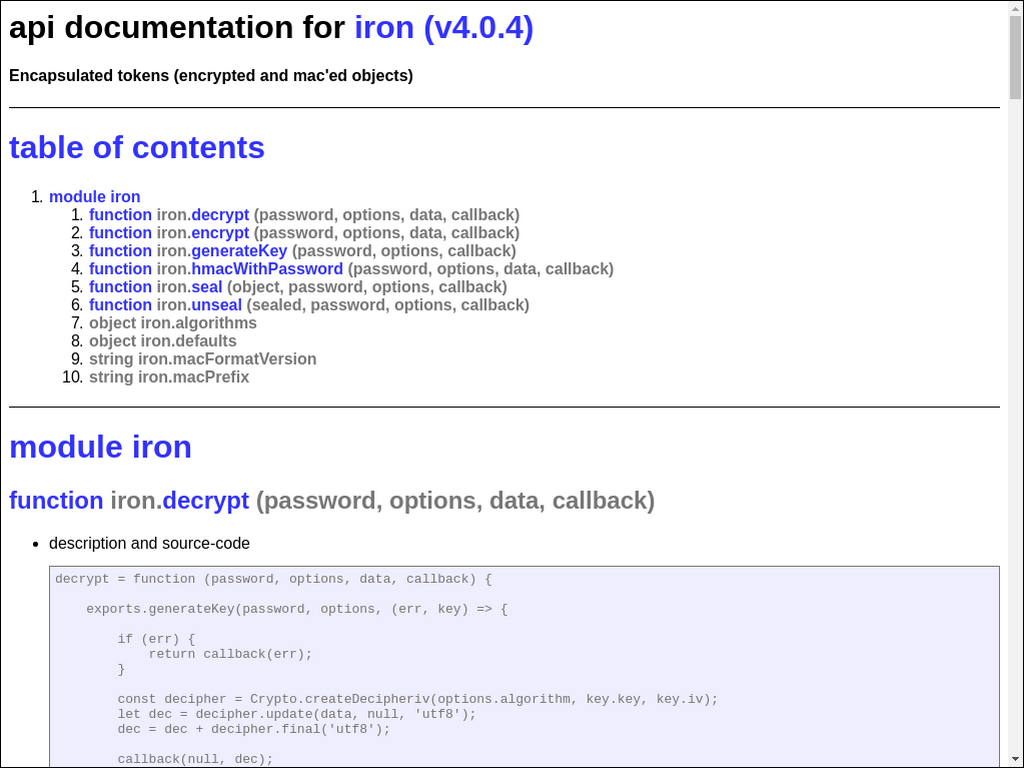 api documentation for iron (v4.0.4)
Encapsulated tokens (encrypted and mac'ed objects)
table of contents
1. module iron
1. function iron.decrypt (password, options, data, callback)
2. function iron.encrypt (password, options, data, callback)
3. function iron.generateKey (password, options, callback)
4. function iron.hmacWithPassword (password, options, data, callback)
5. function iron.seal (object, password, options, callback)
6. function iron.unseal (sealed, password, options, callback)
7. object iron.algorithms
8. object iron.defaults
9. string iron.macFormatVersion
10. string iron.macPrefix
module iron
function iron.decrypt (password, options, data, callback)
• description and source-code
decrypt = function (password, options, data, callback) {
exports.generateKey(password, options, (err, key) => {
if (err) {
return callback(err);
}
const decipher = Crypto.createDecipheriv(options.algorithm, key.key, key.iv);
let dec = decipher.update(data, null, 'utf8');
dec = dec + decipher.final('utf8');
callback(null, dec);